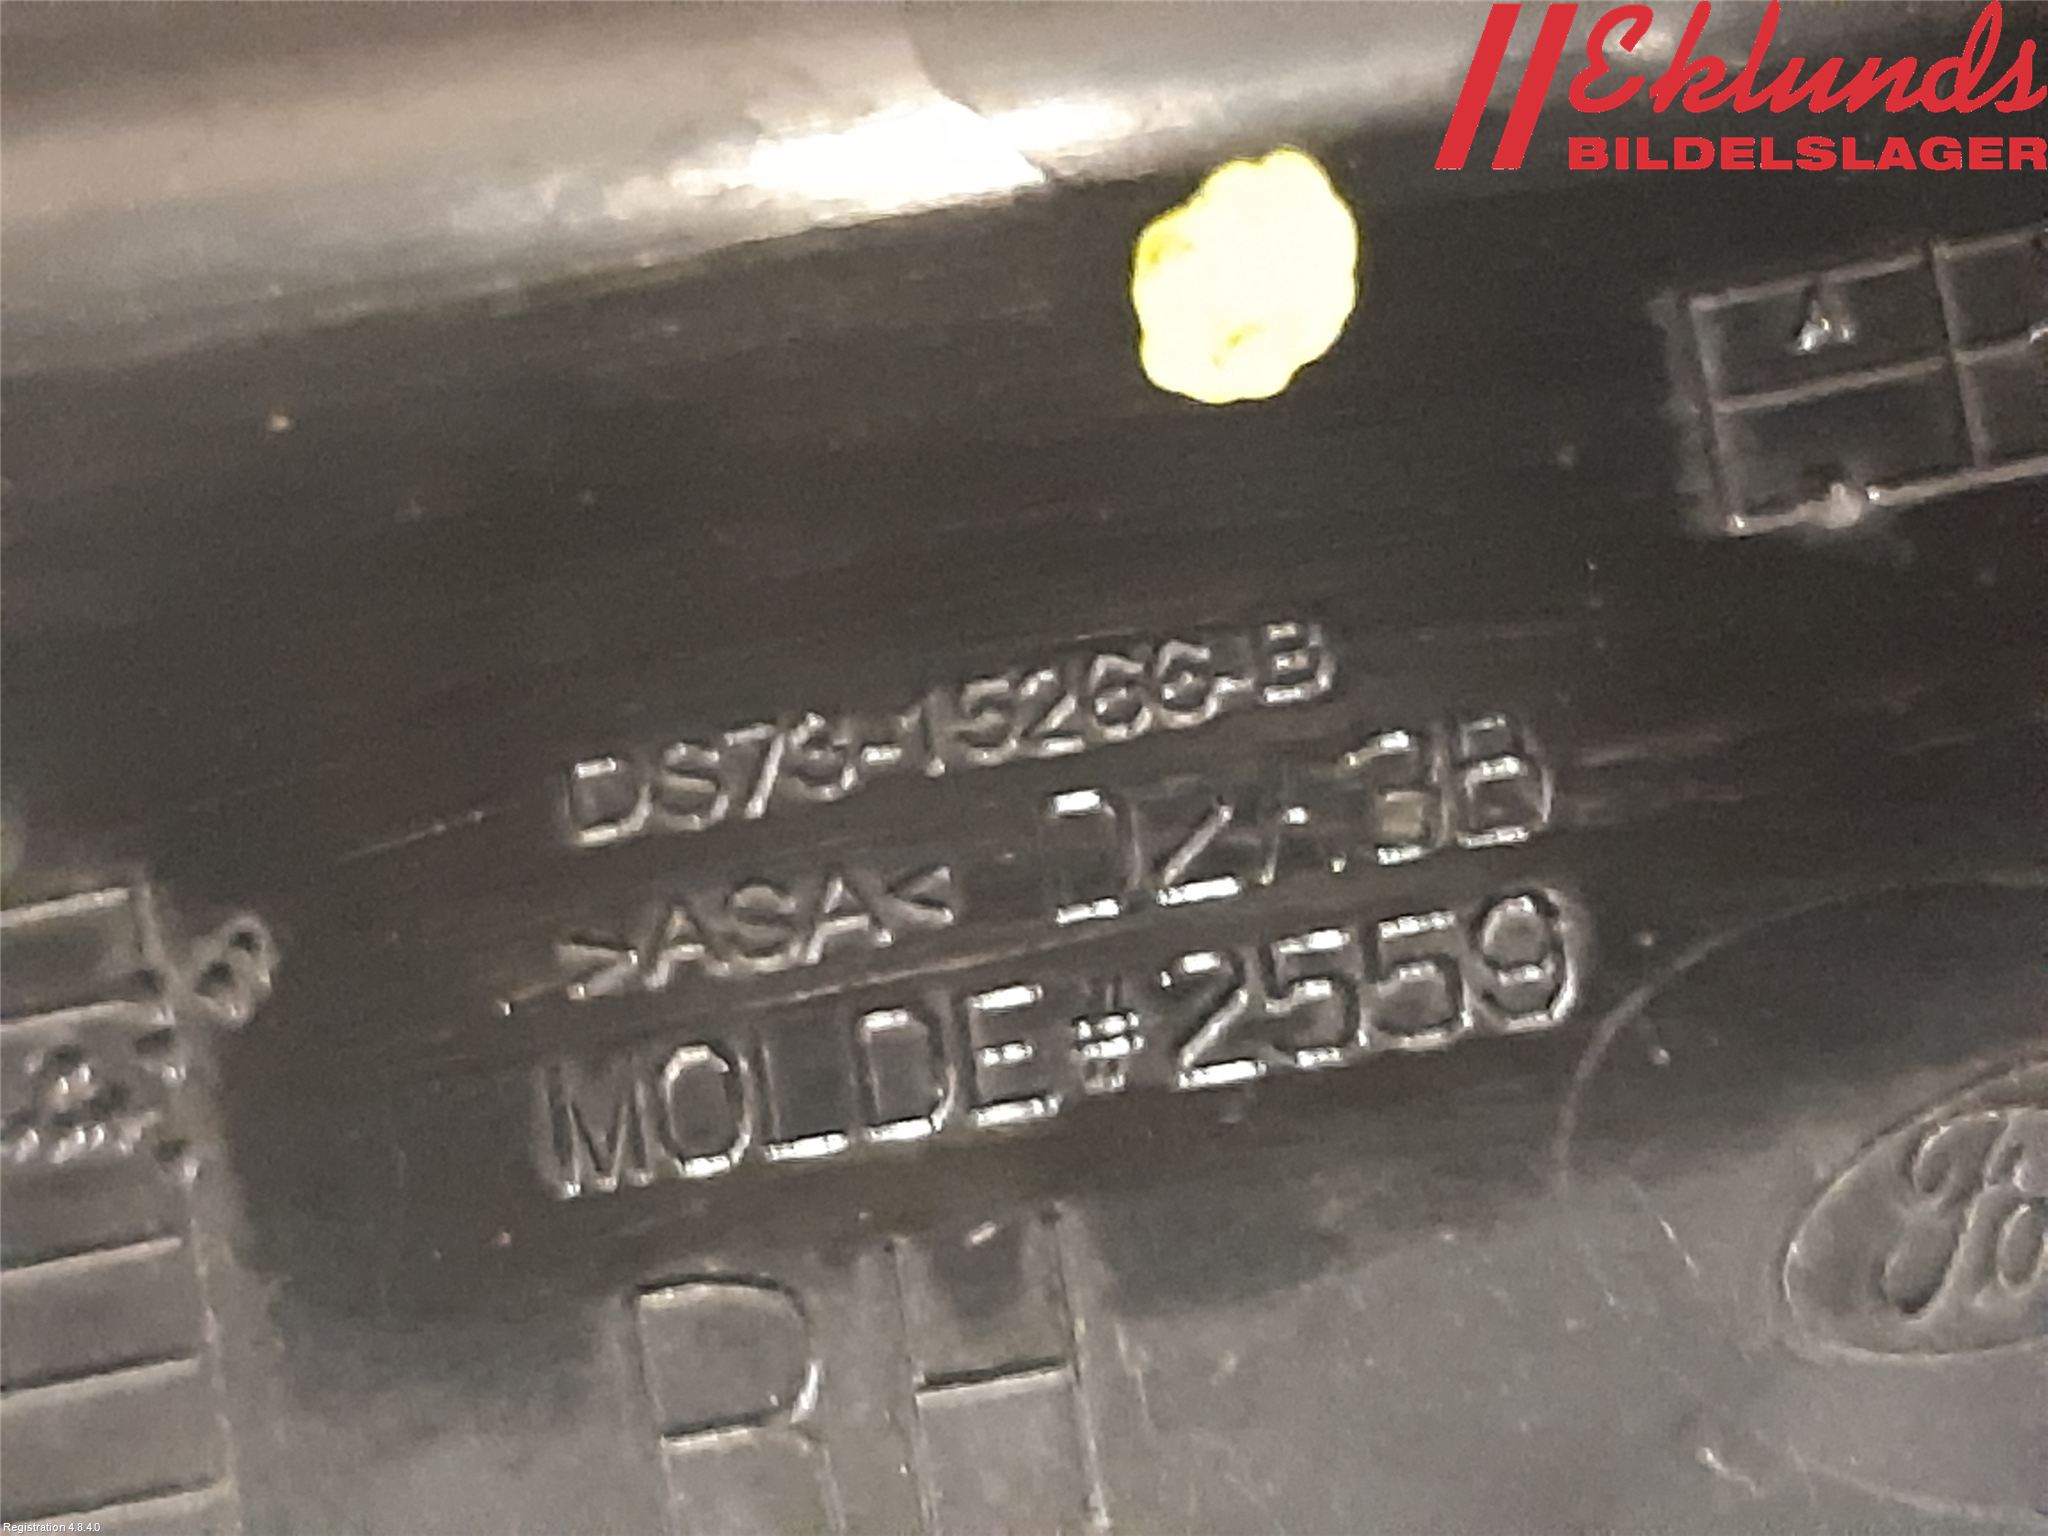 Eklunds
BILDELSLAGER
A
DS73-15266-B
>ASA<
MOLDE#2559
RH
Registration 4.8.4.0